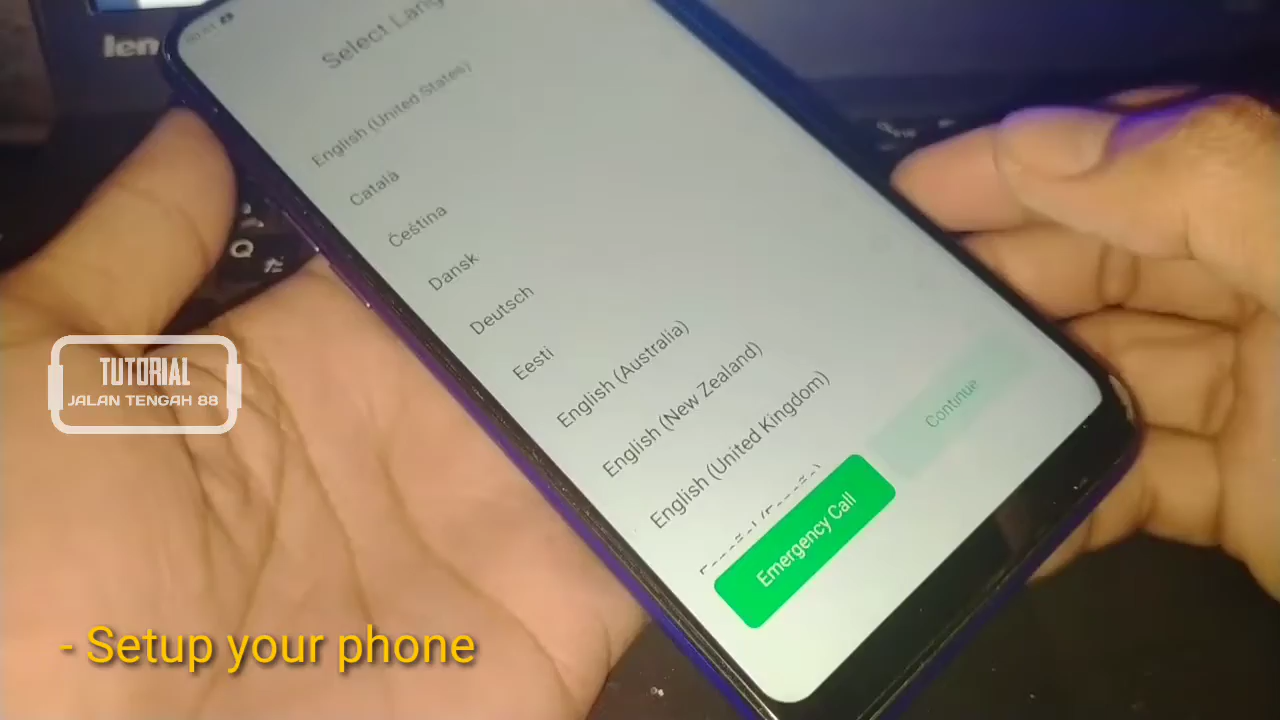 len
Select Lang
English (United States)
Català
Čeština
Dansk
Deutsch
Eesti
English (Australia)
English (New Zealand)
English (United Kingdom)
Continue
Emergency Call
Q
TUTORIAL
JALAN TENGAH 88
- Setup your phone